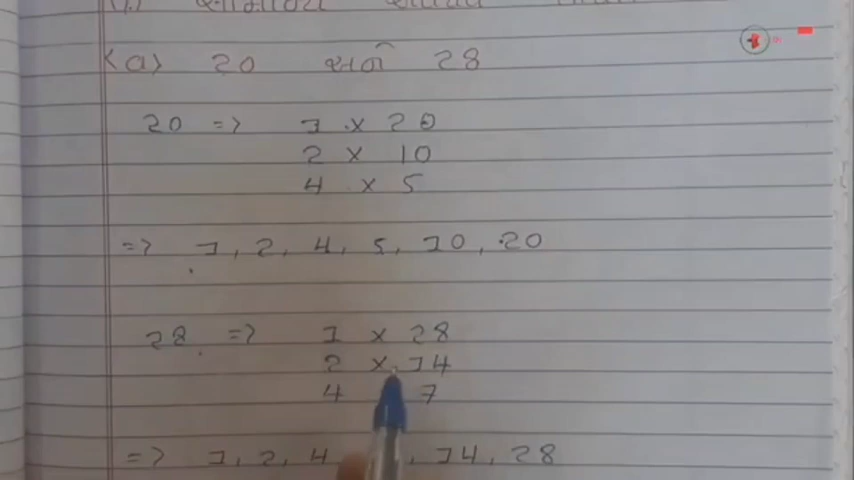 (a) 20 અને 28
20 => 1 x 20
2 x 10
4 x 5
=> 1, 2, 4, 5, 10, 20
28 => 1 x 28
2 x 14
4 7
=> 1, 2, 4 , 14, 28